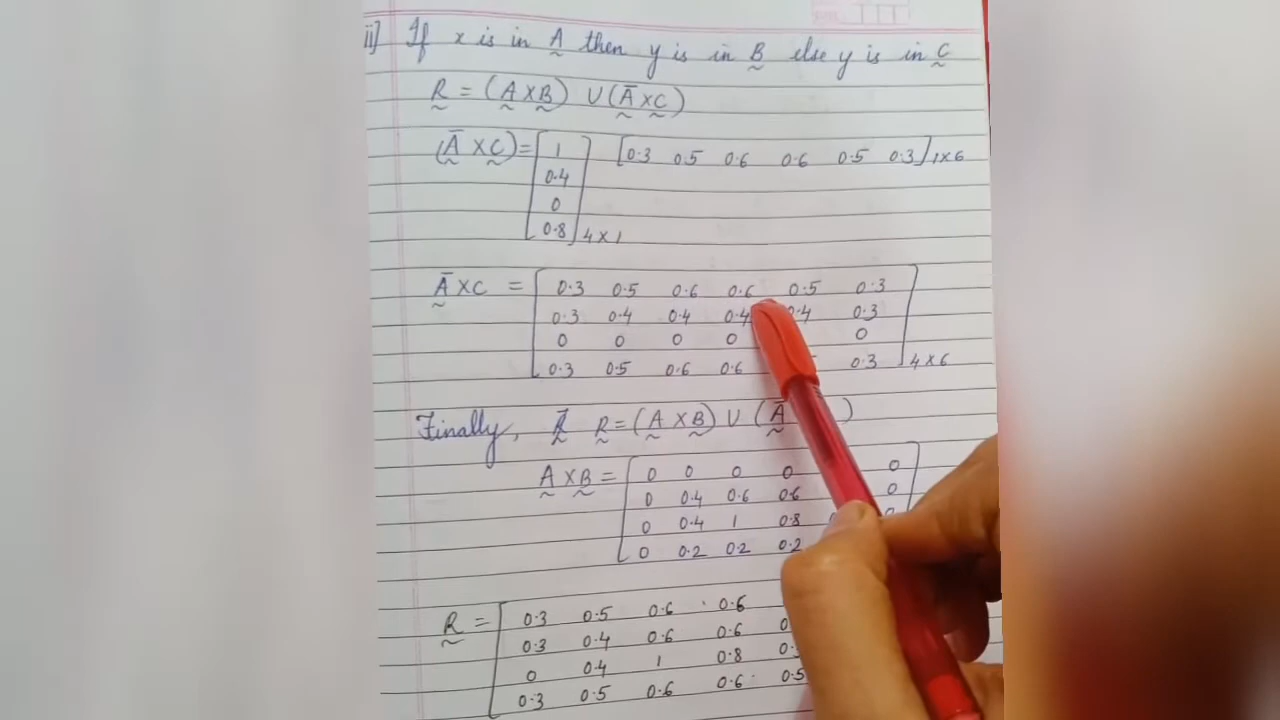 ii] If x is in A then y is in B else y is in C
R = (A×B) ∪ (Ā×C)
(Ā × C) = [ 1 [0.3 0.5 0.6 0.6 0.5 0.3] 1×6
0.4
0
0.8 ] 4×1
Ā×C = [ 0.3 0.5 0.6 0.6 0.5 0.3
0.3 0.4 0.4 0.4 0.4 0.3
0 0 0 0 0
0.3 0.5 0.6 0.6 0.3 ] 4×6
Finally, R = (A × B) ∪ (Ā )
A × B = [ 0 0 0 0 0
0 0.4 0.6 0.6 0
0 0.4 1 0.8
0 0.2 0.2 0.2
R = [ 0.3 0.5 0.6 0.6
0.3 0.4 0.6 0.6
0 0.4 1 0.8
0.3 0.5 0.6 0.6 0.5